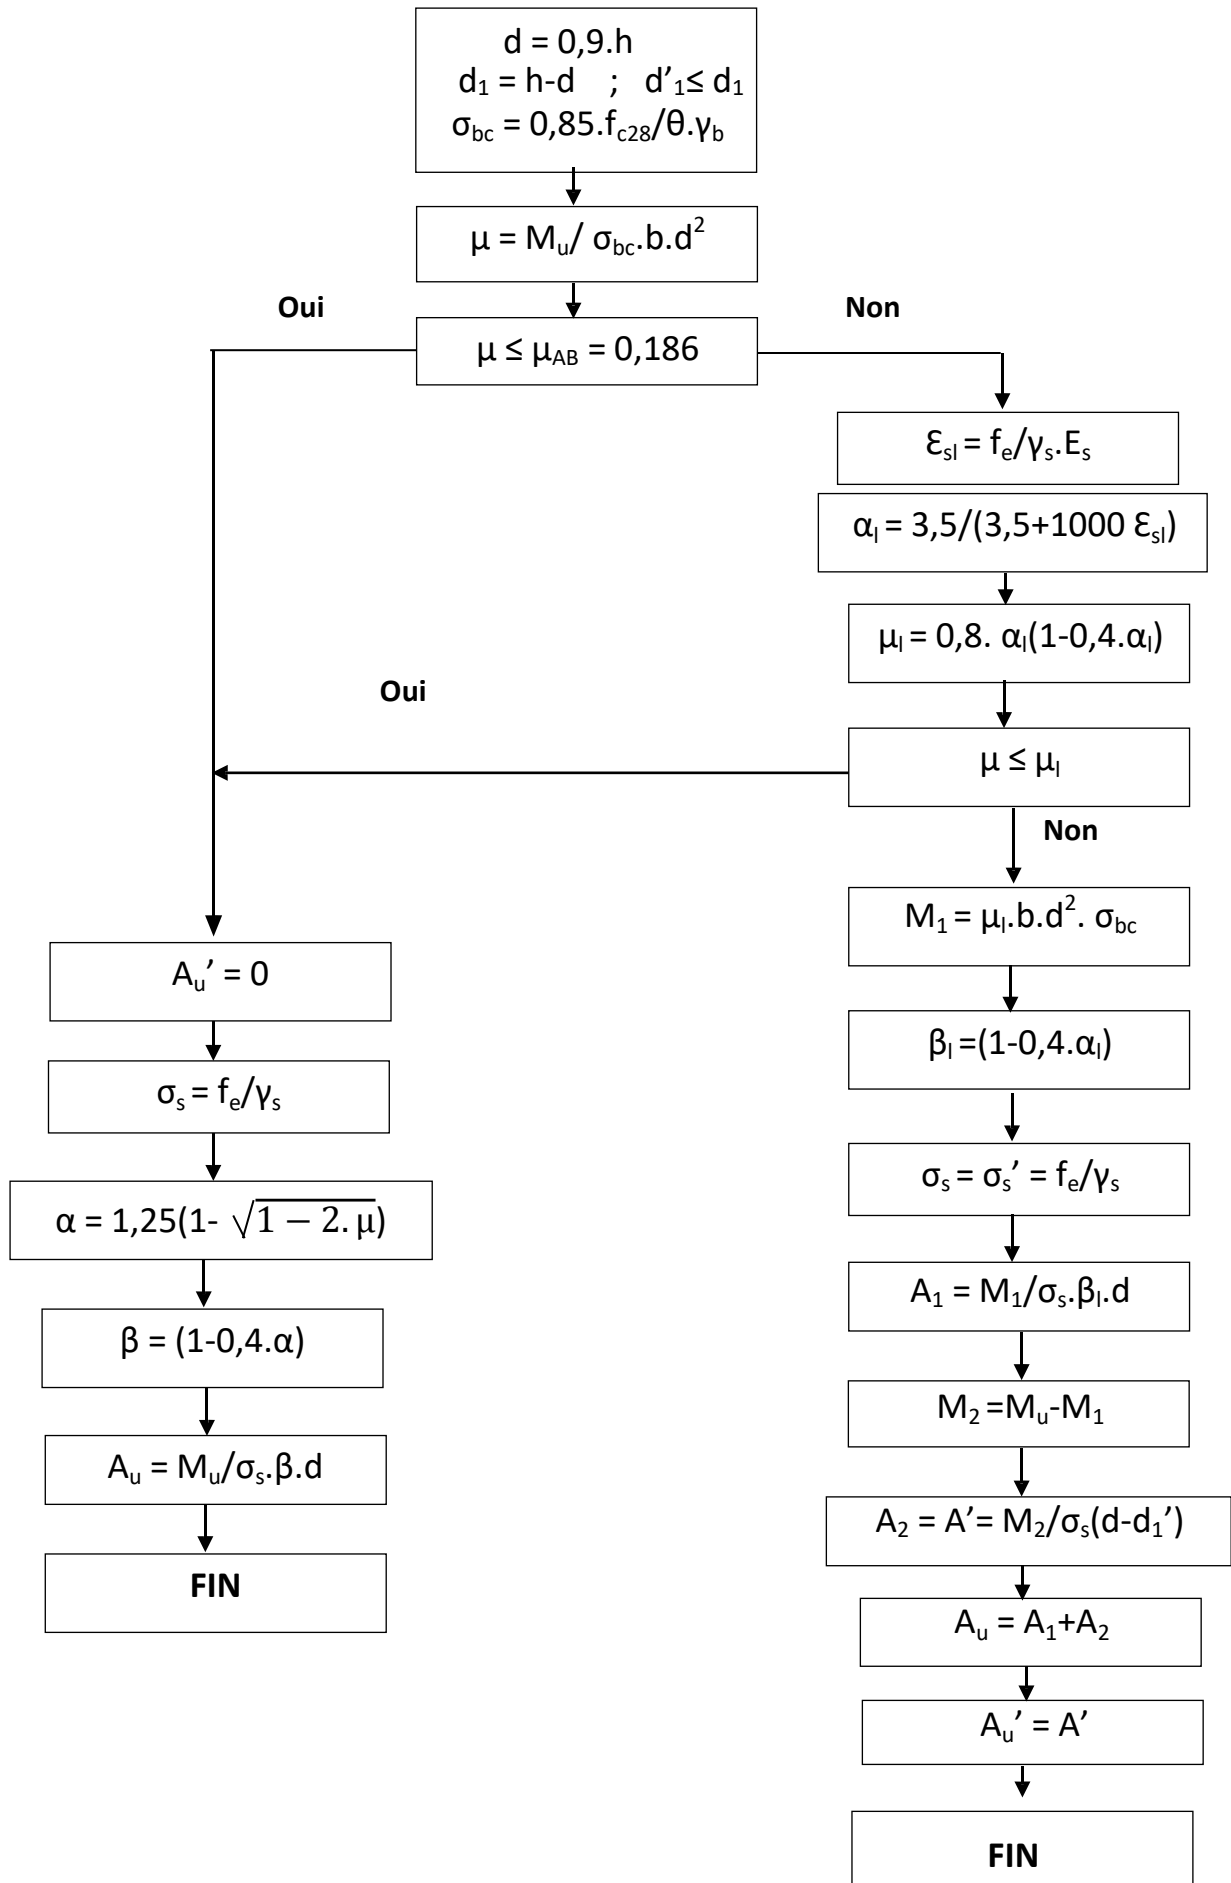 d = 0,9.h
d₁ = h-d ; d'₁≤ d₁
σbc = 0,85.fc28/θ.γb
μ = Mu/ σbc.b.d²
Oui
Non
μ ≤ μAB = 0,186
Ɛsl = fe/γs.Es
αl = 3,5/(3,5+1000 Ɛsl)
μl = 0,8. αl(1-0,4.αl)
Oui
μ ≤ μl
Non
M₁ = μl.b.d². σbc
βl =(1-0,4.αl)
σs = σs’ = fe/γs
A₁ = M₁/σs.βl.d
M₂ =Mu-M₁
A₂ = A’= M₂/σs(d-d₁’)
Au = A₁+A₂
Au’ = A’
FIN
Au’ = 0
σs = fe/γs
α = 1,25(1- √1 − 2. μ)
β = (1-0,4.α)
Au = Mu/σs.β.d
FIN